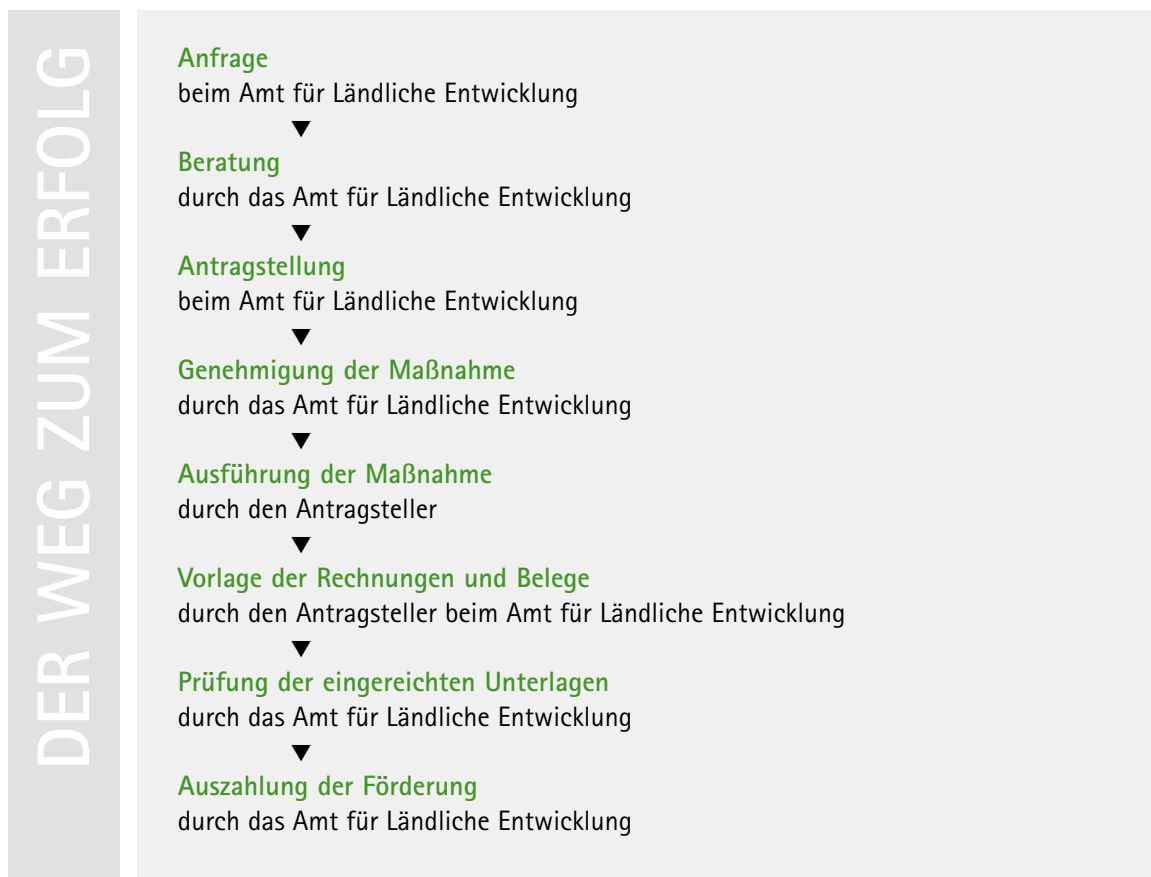 DER WEG ZUM ERFOLG
Anfrage
beim Amt für Ländliche Entwicklung
▼
Beratung
durch das Amt für Ländliche Entwicklung
▼
Antragstellung
beim Amt für Ländliche Entwicklung
▼
Genehmigung der Maßnahme
durch das Amt für Ländliche Entwicklung
▼
Ausführung der Maßnahme
durch den Antragsteller
▼
Vorlage der Rechnungen und Belege
durch den Antragsteller beim Amt für Ländliche Entwicklung
▼
Prüfung der eingereichten Unterlagen
durch das Amt für Ländliche Entwicklung
▼
Auszahlung der Förderung
durch das Amt für Ländliche Entwicklung